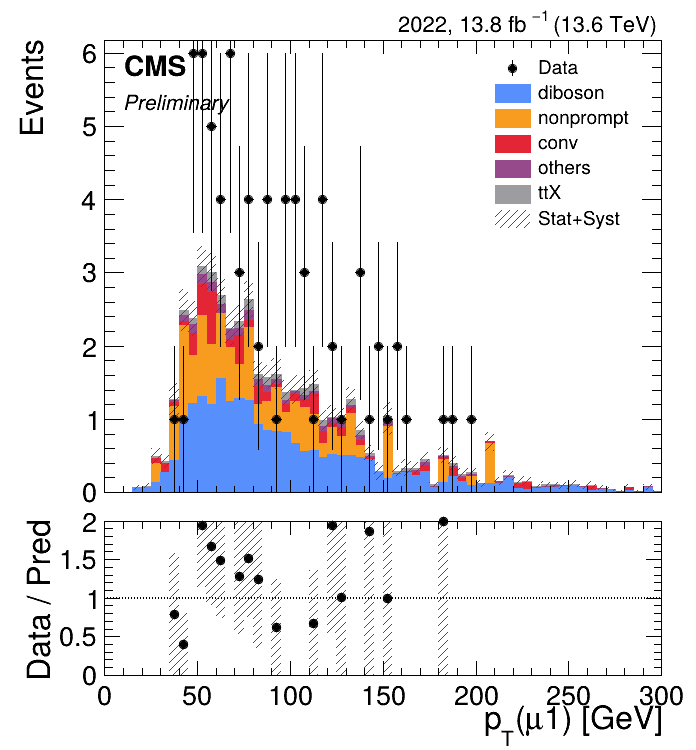 2022, 13.8 fb⁻¹ (13.6 TeV)
Events
6
5
4
3
2
1
0
CMS
Preliminary
Data
diboson
nonprompt
conv
others
ttX
Stat+Syst
Data / Pred
2
1.5
1
0.5
0
0 50 100 150 200 250 300
p_T(μ1) [GeV]